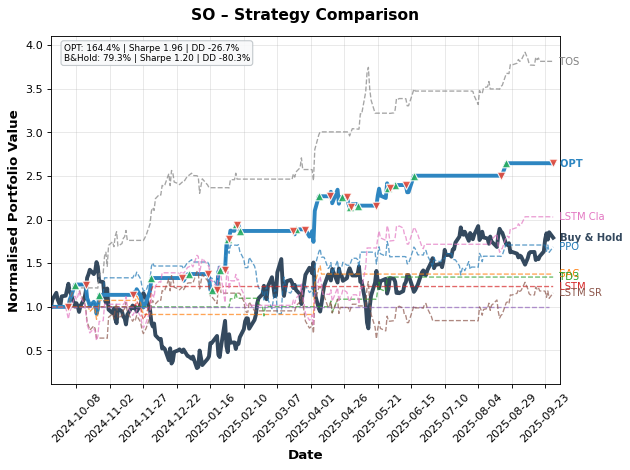 SO – Strategy Comparison
OPT: 164.4% | Sharpe 1.96 | DD -26.7%
B&Hold: 79.3% | Sharpe 1.20 | DD -80.3%
Normalised Portfolio Value
4.0
3.5
3.0
2.5
2.0
1.5
1.0
0.5
TOS
OPT
LSTM Cla
Buy & Hold
PPO
TD3
LSTM
LSTM SR
2024-10-08
2024-11-02
2024-11-27
2024-12-22
2025-01-16
2025-02-10
2025-03-07
2025-04-01
2025-04-26
2025-05-21
2025-06-15
2025-07-10
2025-08-04
2025-08-29
2025-09-23
Date